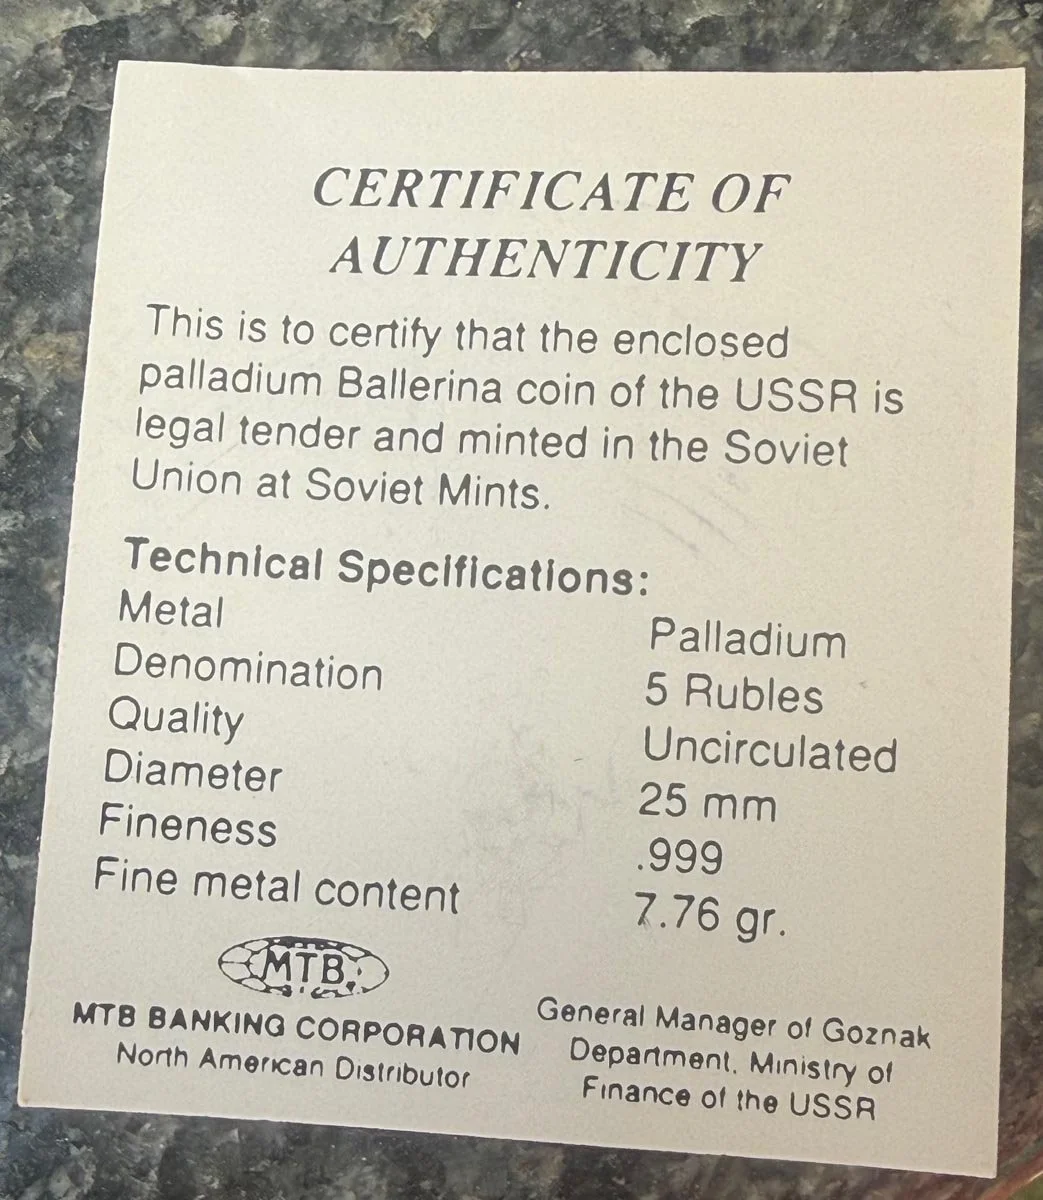 CERTIFICATE OF
AUTHENTICITY
This is to certify that the enclosed
palladium Ballerina coin of the USSR is
legal tender and minted in the Soviet
Union at Soviet Mints.
Technical Specifications:
Metal Palladium
Denomination 5 Rubles
Quality Uncirculated
Diameter 25 mm
Fineness .999
Fine metal content 7.76 gr.
MTB
MTB BANKING CORPORATION
North American Distributor
General Manager of Goznak
Department, Ministry of
Finance of the USSR